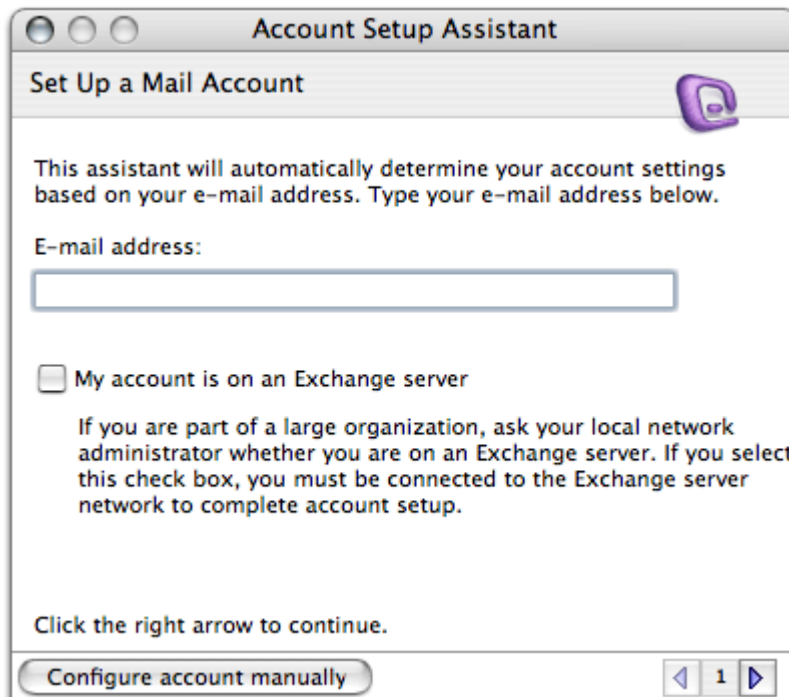 Account Setup Assistant
Set Up a Mail Account
This assistant will automatically determine your account settings
based on your e-mail address. Type your e-mail address below.
E-mail address:
My account is on an Exchange server
If you are part of a large organization, ask your local network
administrator whether you are on an Exchange server. If you select
this check box, you must be connected to the Exchange server
network to complete account setup.
Click the right arrow to continue.
Configure account manually
1